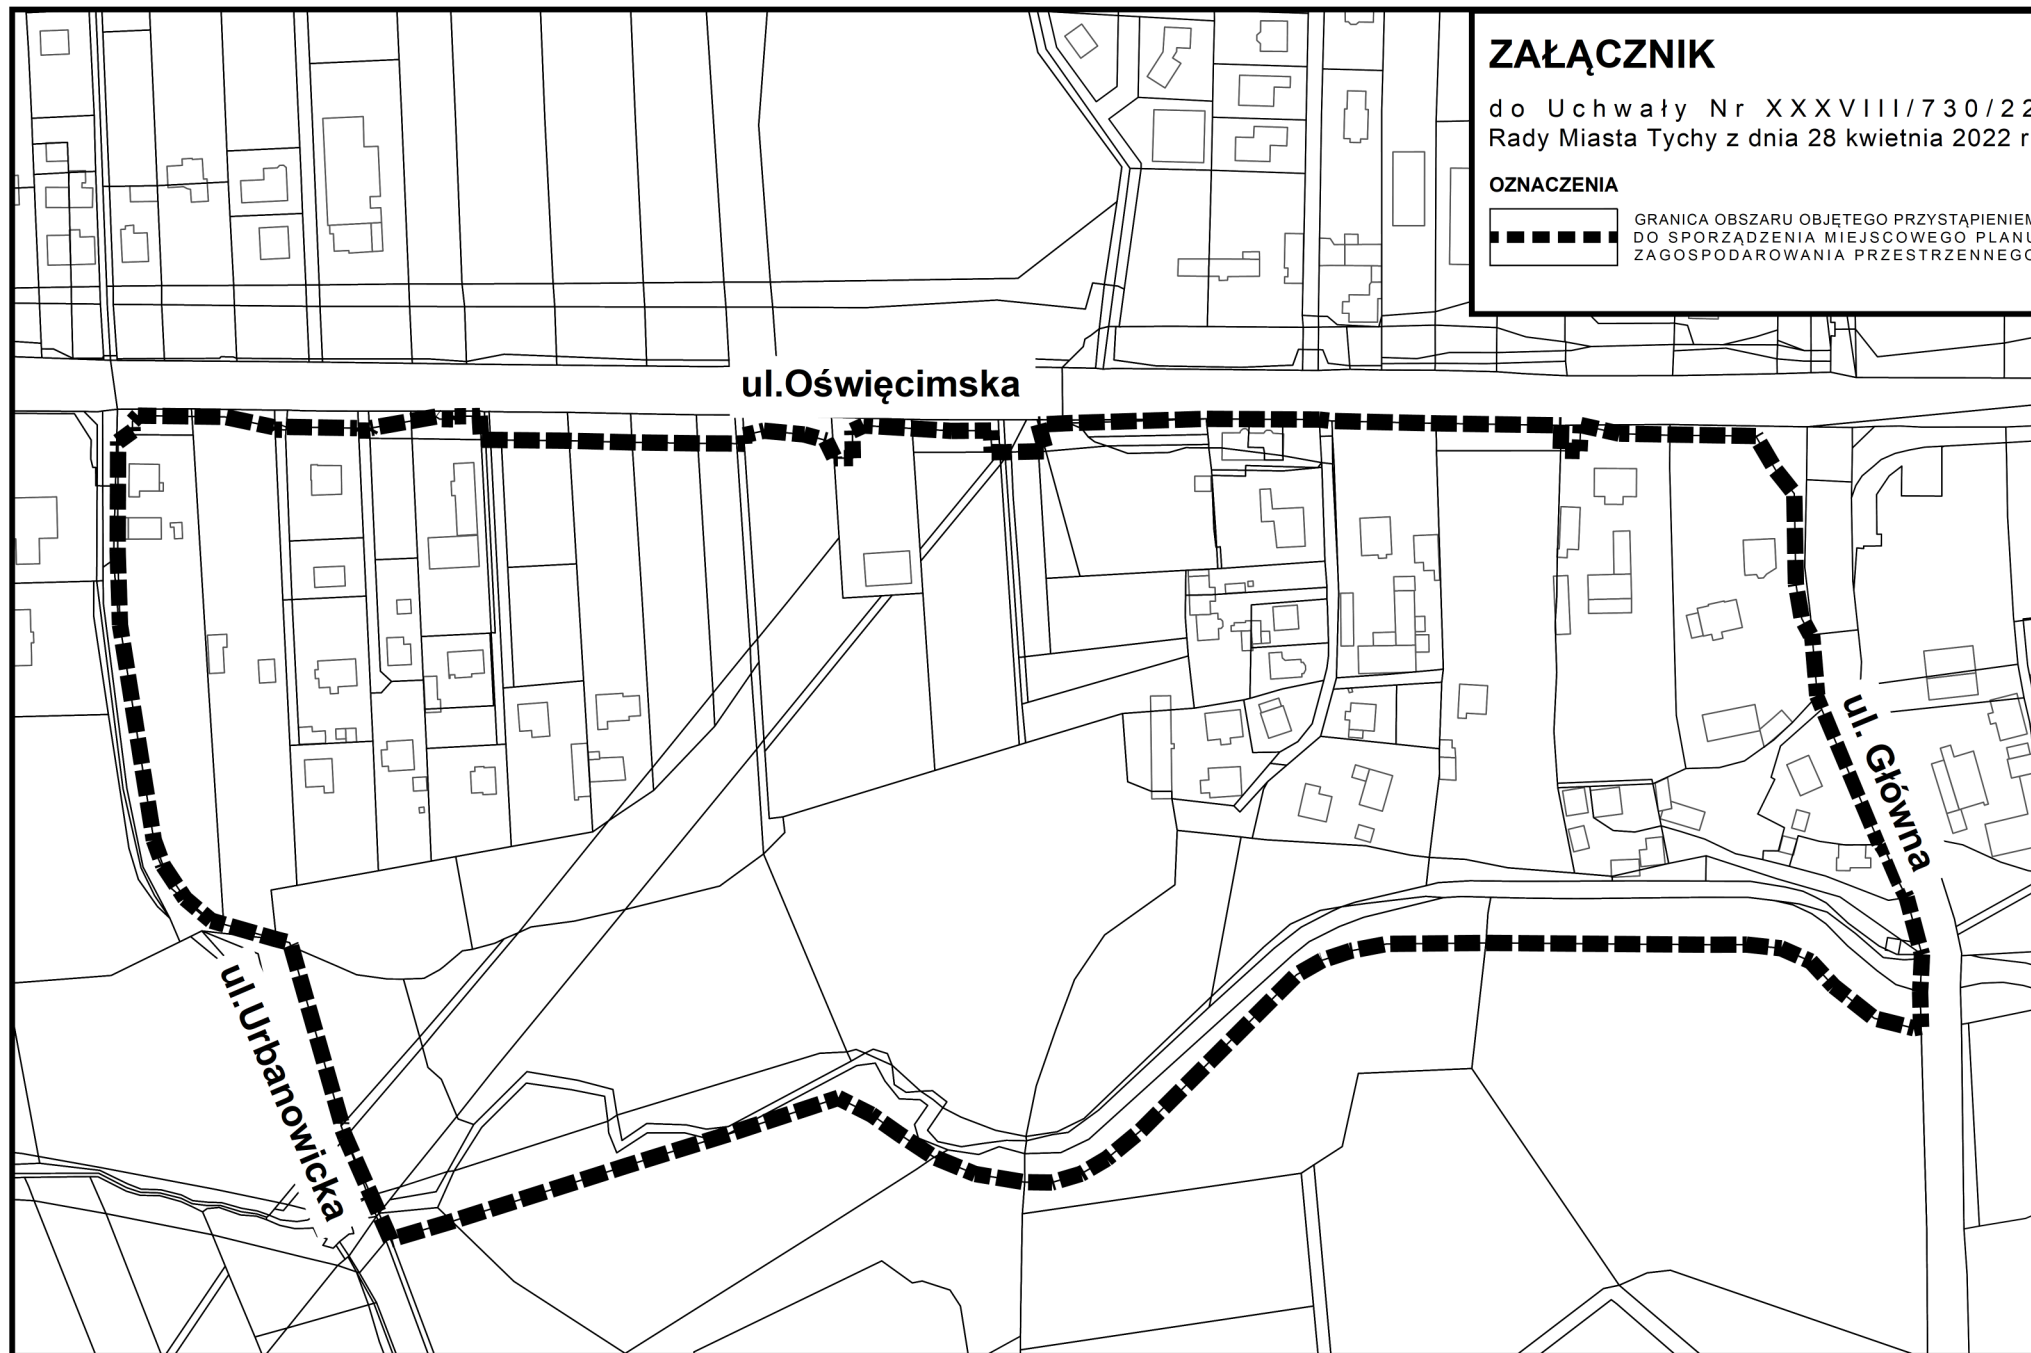 ZAŁĄCZNIK
do Uchwały Nr XXXVIII/730/22
Rady Miasta Tychy z dnia 28 kwietnia 2022 r
OZNACZENIA
GRANICA OBSZARU OBJĘTEGO PRZYSTĄPIENIEM
DO SPORZĄDZENIA MIEJSCOWEGO PLANU
ZAGOSPODAROWANIA PRZESTRZENNEGO
ul.Oświęcimska
ul. Główna
ul.Urbanowicka